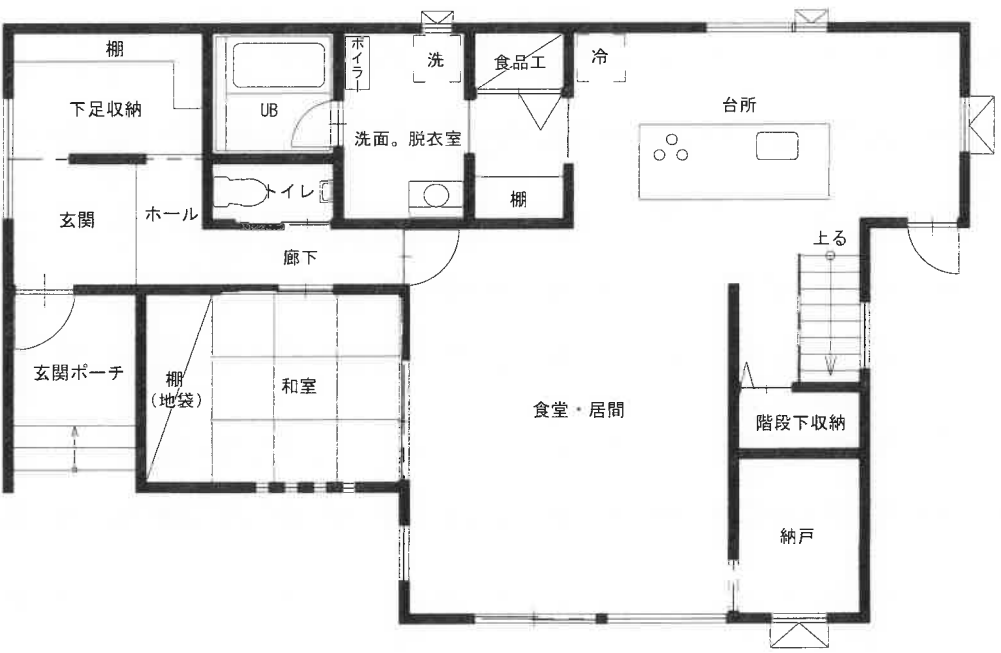 棚
下足収納
UB
ボイラー
洗
洗面。脱衣室
食品工
棚
冷
台所
玄関
ホール
トイレ
廊下
上る
玄関ポーチ
棚
(地袋)
和室
食堂・居間
階段下収納
納戸